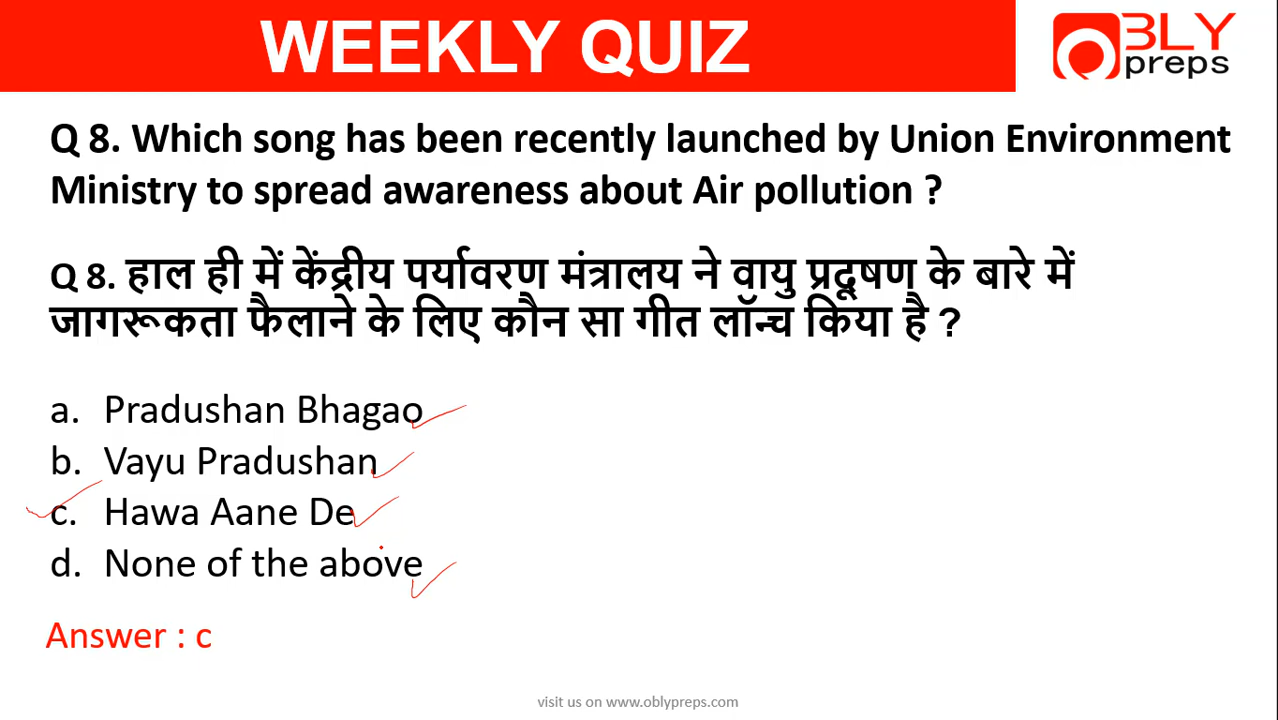 WEEKLY QUIZ
OBLY
preps
Q 8. Which song has been recently launched by Union Environment
Ministry to spread awareness about Air pollution ?
Q 8. हाल ही में केंद्रीय पर्यावरण मंत्रालय ने वायु प्रदूषण के बारे में
जागरूकता फैलाने के लिए कौन सा गीत लॉन्च किया है ?
a. Pradushan Bhagao
b. Vayu Pradushan
c. Hawa Aane De
d. None of the above
Answer : c
visit us on www.oblypreps.com